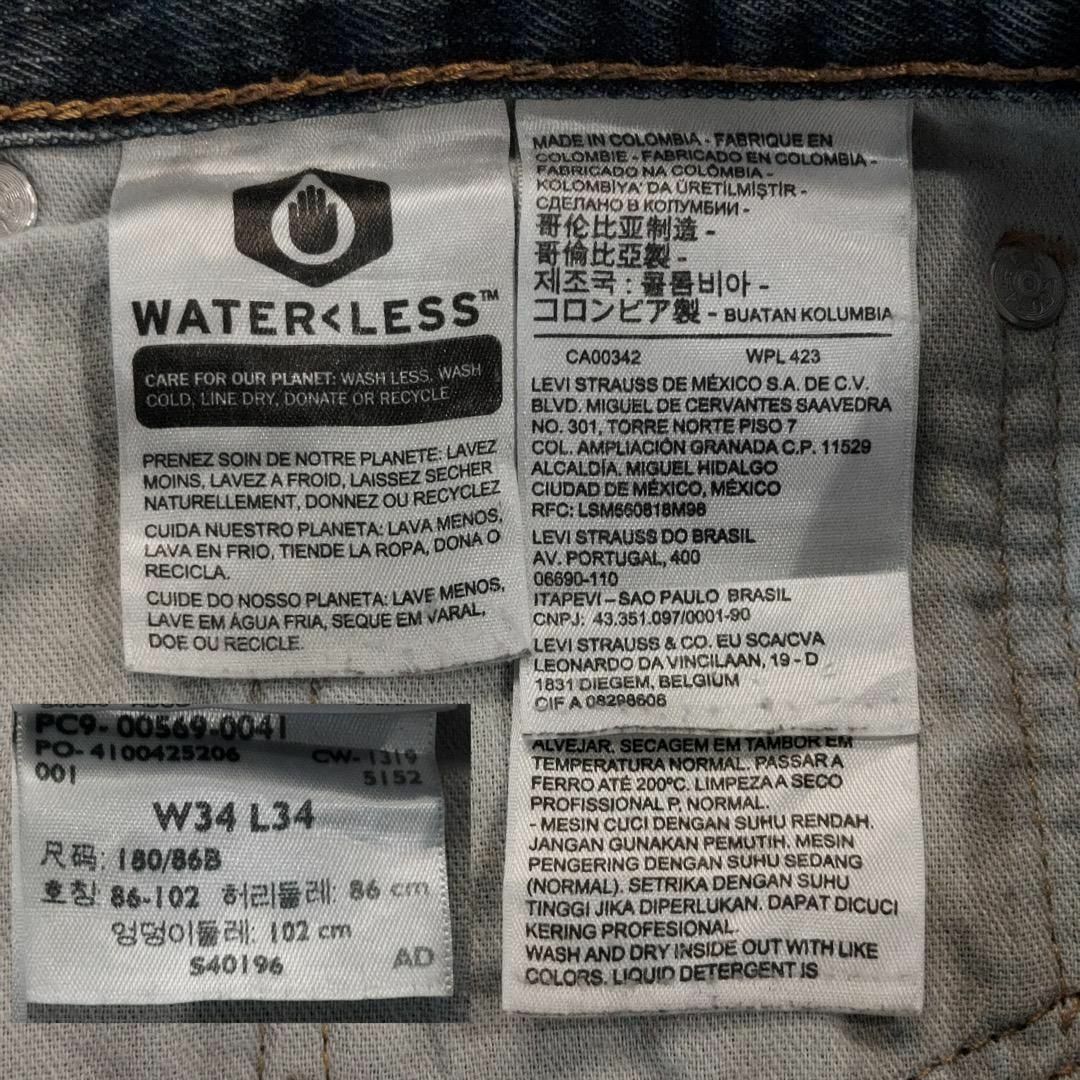 WATER<LESS™
CARE FOR OUR PLANET: WASH LESS, WASH
COLD, LINE DRY, DONATE OR RECYCLE
PRENEZ SOIN DE NOTRE PLANETE: LAVEZ
MOINS, LAVEZ A FROID, LAISSEZ SECHER
NATURELLEMENT, DONNEZ OU RECYCLEZ
CUIDA NUESTRO PLANETA: LAVA MENOS,
LAVA EN FRIO, TIENDE LA ROPA, DONA O
RECICLA.
CUIDE DO NOSSO PLANETA: LAVE MENOS,
LAVE EM ÁGUA FRIA, SEQUE EM VARAL,
DOE OU RECICLE.
MADE IN COLOMBIA - FABRIQUE EN
COLOMBIE - FABRICADO EN COLOMBIA -
FABRICADO NA COLÔMBIA -
KOLOMBİYA' DA ÜRETİLMİŞTİR -
СДЕЛАНО В КОЛУМБИИ -
哥伦比亚制造 -
哥倫比亞製 -
제조국 : 콜롬비아 -
コロンビア製 - BUATAN KOLUMBIA
CA00342 WPL 423
LEVI STRAUSS DE MÉXICO S.A. DE C.V.
BLVD. MIGUEL DE CERVANTES SAAVEDRA
NO. 301, TORRE NORTE PISO 7
COL. AMPLIACIÓN GRANADA C.P. 11529
ALCALDÍA. MIGUEL HIDALGO
CIUDAD DE MÉXICO, MÉXICO
RFC: LSM560818M98
LEVI STRAUSS DO BRASIL
AV. PORTUGAL, 400
06690-110
ITAPEVI – SAO PAULO BRASIL
CNPJ: 43.351.097/0001-90
LEVI STRAUSS & CO. EU SCA/CVA
LEONARDO DA VINCILAAN, 19 - D
1831 DIEGEM, BELGIUM
CIF A 08298606
ALVEJAR. SECAGEM EM TAMBOR EM
TEMPERATURA NORMAL. PASSAR A
FERRO ATÉ 200ºC. LIMPEZA A SECO
PROFISSIONAL P, NORMAL.
- MESIN CUCI DENGAN SUHU RENDAH.
JANGAN GUNAKAN PEMUTIH. MESIN
PENGERING DENGAN SUHU SEDANG
(NORMAL). SETRIKA DENGAN SUHU
TINGGI JIKA DIPERLUKAN. DAPAT DICUCI
KERING PROFESIONAL.
WASH AND DRY INSIDE OUT WITH LIKE
COLORS. LIQUID DETERGENT IS
PC9- 00569-0041
PO- 4100425206 CW- 1319
001 5152
W34 L34
尺码: 180/86B
호칭 86-102 허리둘레: 86 cm
엉덩이둘레: 102 cm
S40196 AD